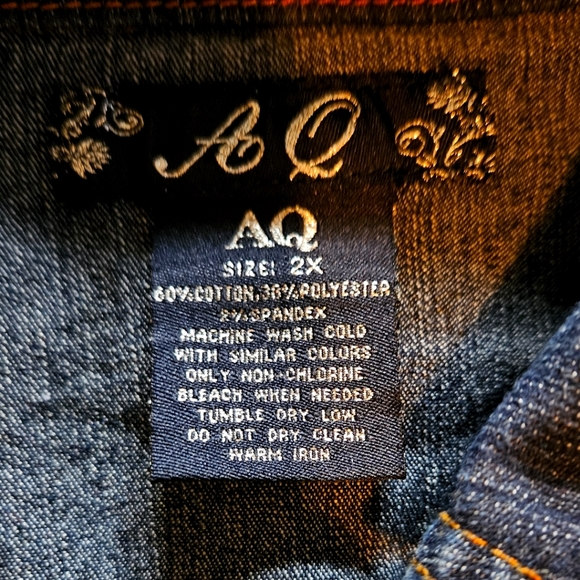 AQ
AQ
SIZE: 2X
60%COTTON,38%POLYESTER
2%SPANDEX
MACHINE WASH COLD
WITH SIMILAR COLORS
ONLY NON-CHLORINE
BLEACH WHEN NEEDED
TUMBLE DRY LOW
DO NOT DRY CLEAN
WARM IRON